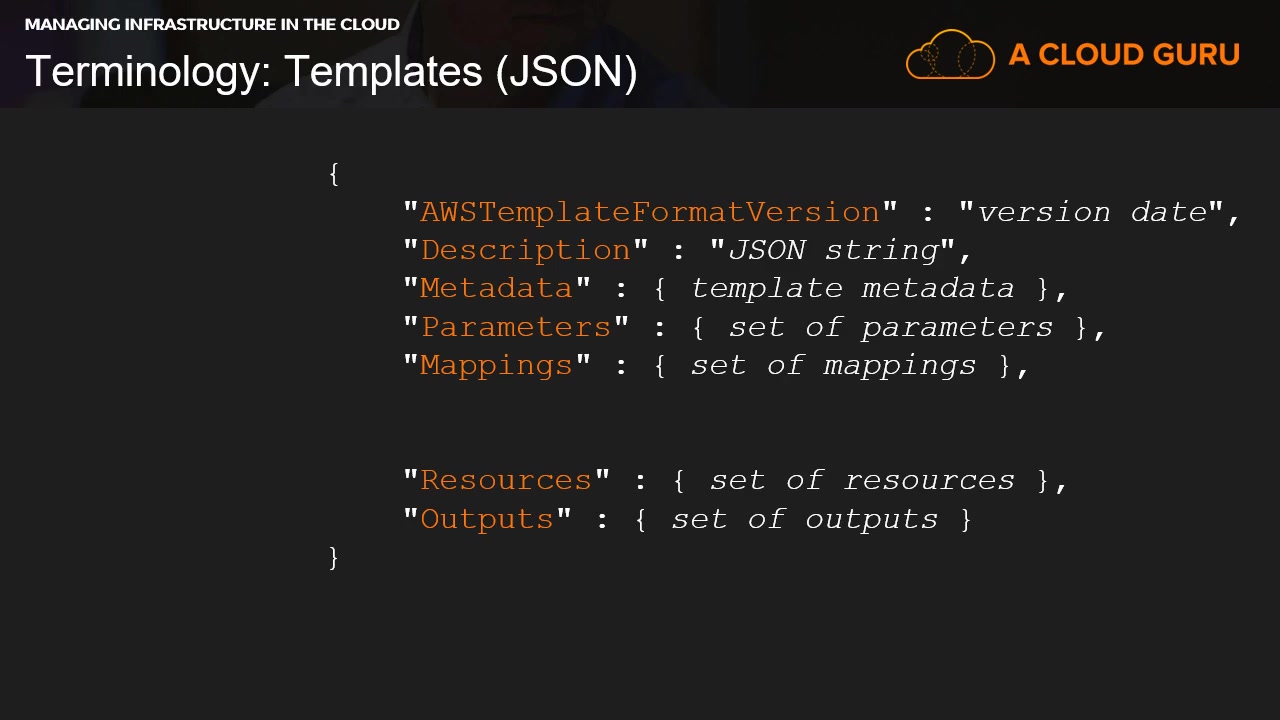 MANAGING INFRASTRUCTURE IN THE CLOUD
Terminology: Templates (JSON)
A CLOUD GURU
{
"AWSTemplateFormatVersion" : "version date",
"Description" : "JSON string",
"Metadata" : { template metadata },
"Parameters" : { set of parameters },
"Mappings" : { set of mappings },
"Resources" : { set of resources },
"Outputs" : { set of outputs }
}